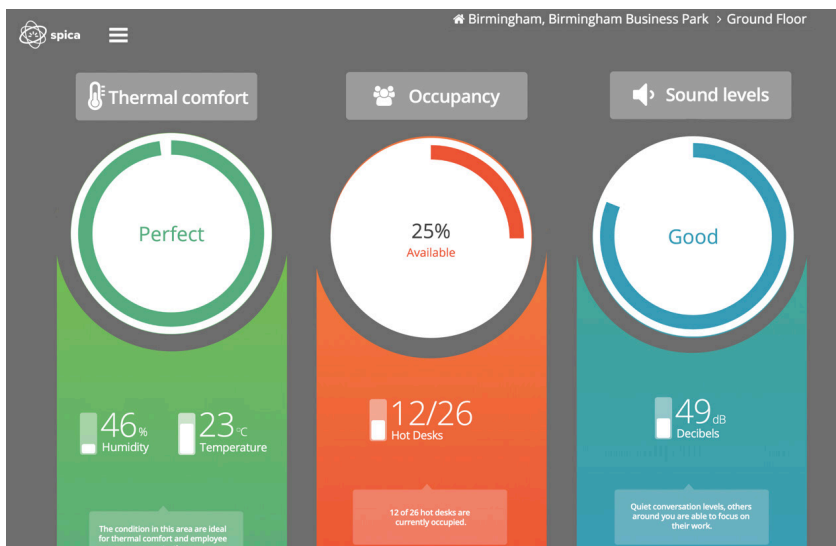 spica
Birmingham, Birmingham Business Park > Ground Floor
Thermal comfort
Occupancy
Sound levels
Perfect
25%
Available
Good
46%
Humidity
23°C
Temperature
12/26
Hot Desks
49dB
Decibels
The condition in this area are ideal
for thermal comfort and employee
12 of 26 hot desks are
currently occupied.
Quiet conversation levels, others
around you are able to focus on
their work.